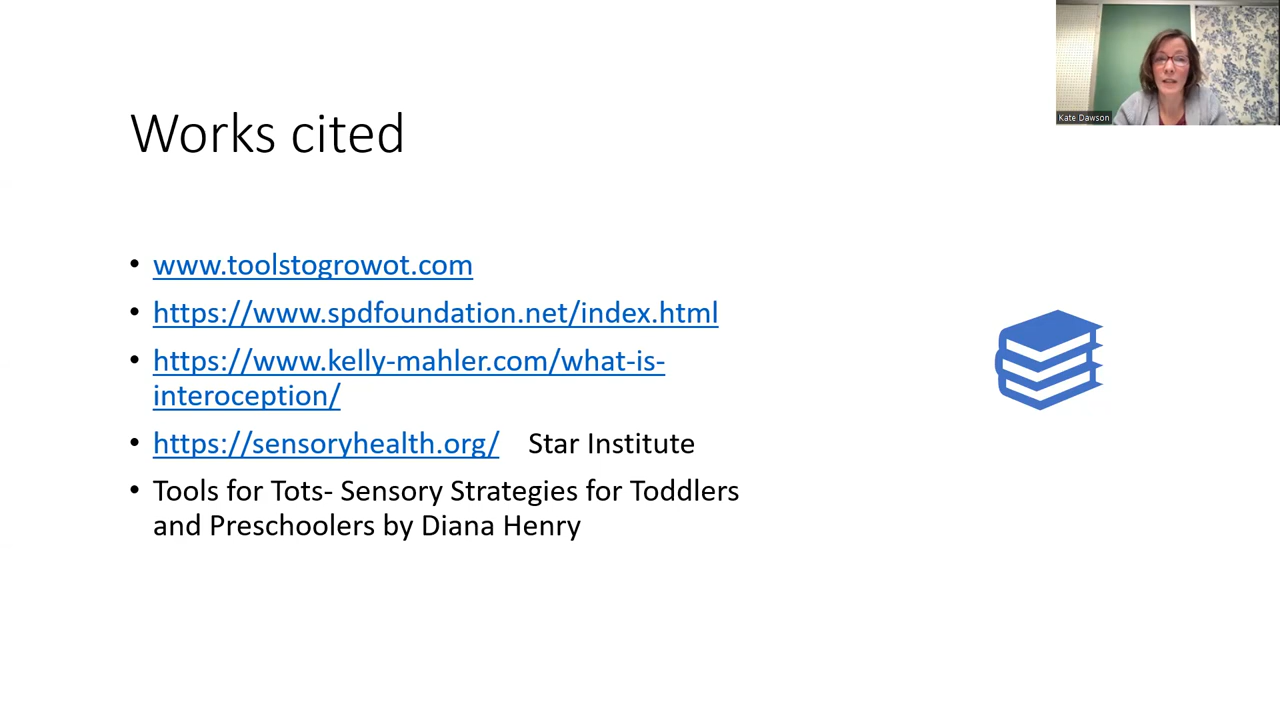 Kate Dawson
Works cited
• www.toolstogrowot.com
• https://www.spdfoundation.net/index.html
• https://www.kelly-mahler.com/what-is-
interoception/
• https://sensoryhealth.org/ Star Institute
• Tools for Tots- Sensory Strategies for Toddlers
and Preschoolers by Diana Henry